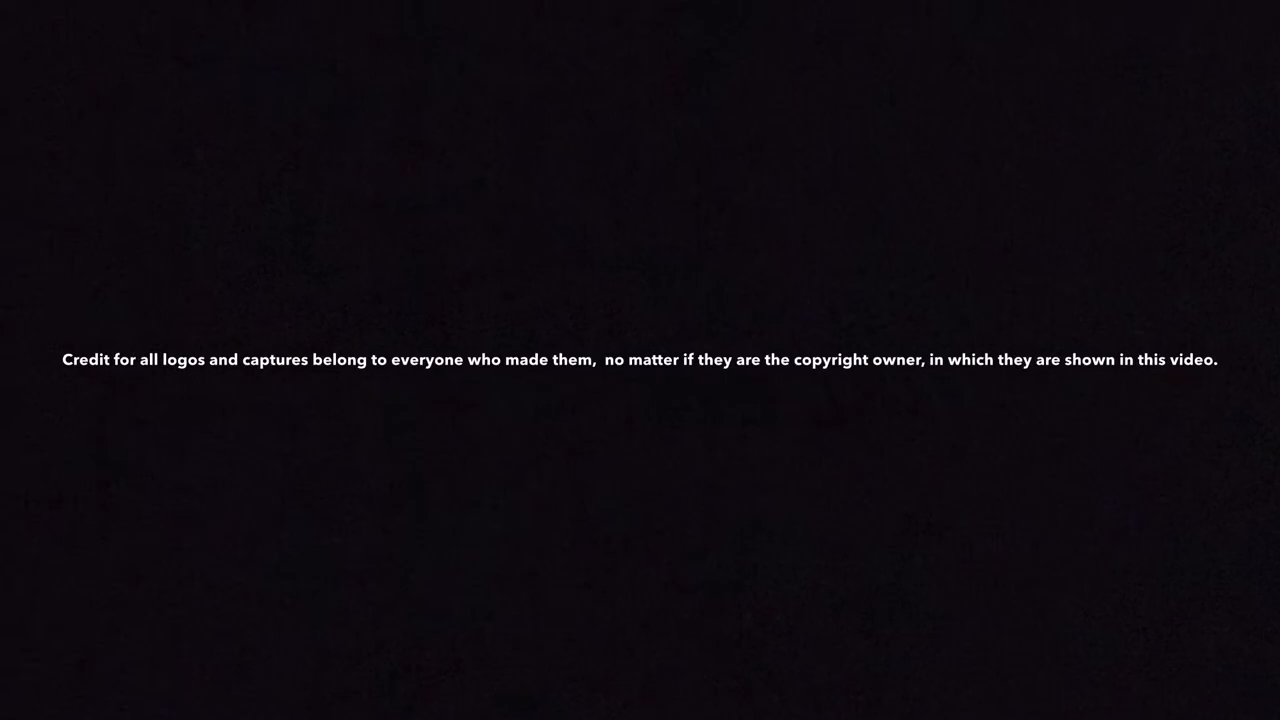 Credit for all logos and captures belong to everyone who made them,  no matter if they are the copyright owner, in which they are shown in this video.